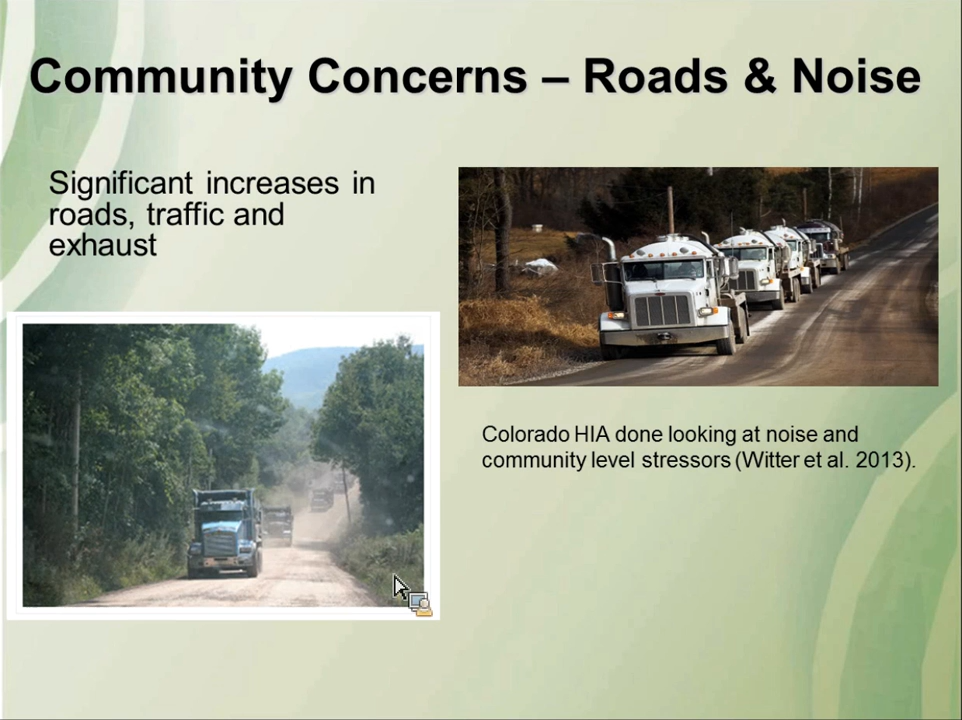 Community Concerns – Roads & Noise
Significant increases in
roads, traffic and
exhaust
Colorado HIA done looking at noise and
community level stressors (Witter et al. 2013).